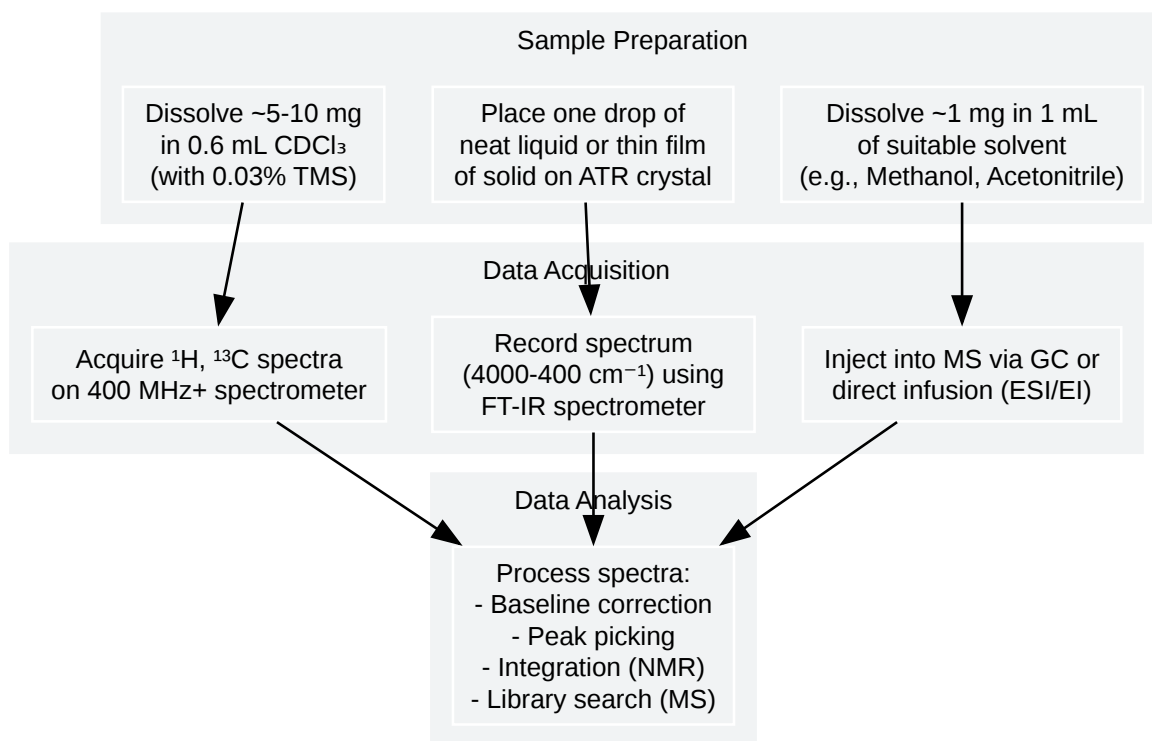 Sample Preparation
Dissolve ~5-10 mg
in 0.6 mL CDCl₃
(with 0.03% TMS)
Place one drop of
neat liquid or thin film
of solid on ATR crystal
Dissolve ~1 mg in 1 mL
of suitable solvent
(e.g., Methanol, Acetonitrile)
Data Acquisition
Acquire ¹H, ¹³C spectra
on 400 MHz+ spectrometer
Record spectrum
(4000-400 cm⁻¹) using
FT-IR spectrometer
Inject into MS via GC or
direct infusion (ESI/EI)
Data Analysis
Process spectra:
- Baseline correction
- Peak picking
- Integration (NMR)
- Library search (MS)